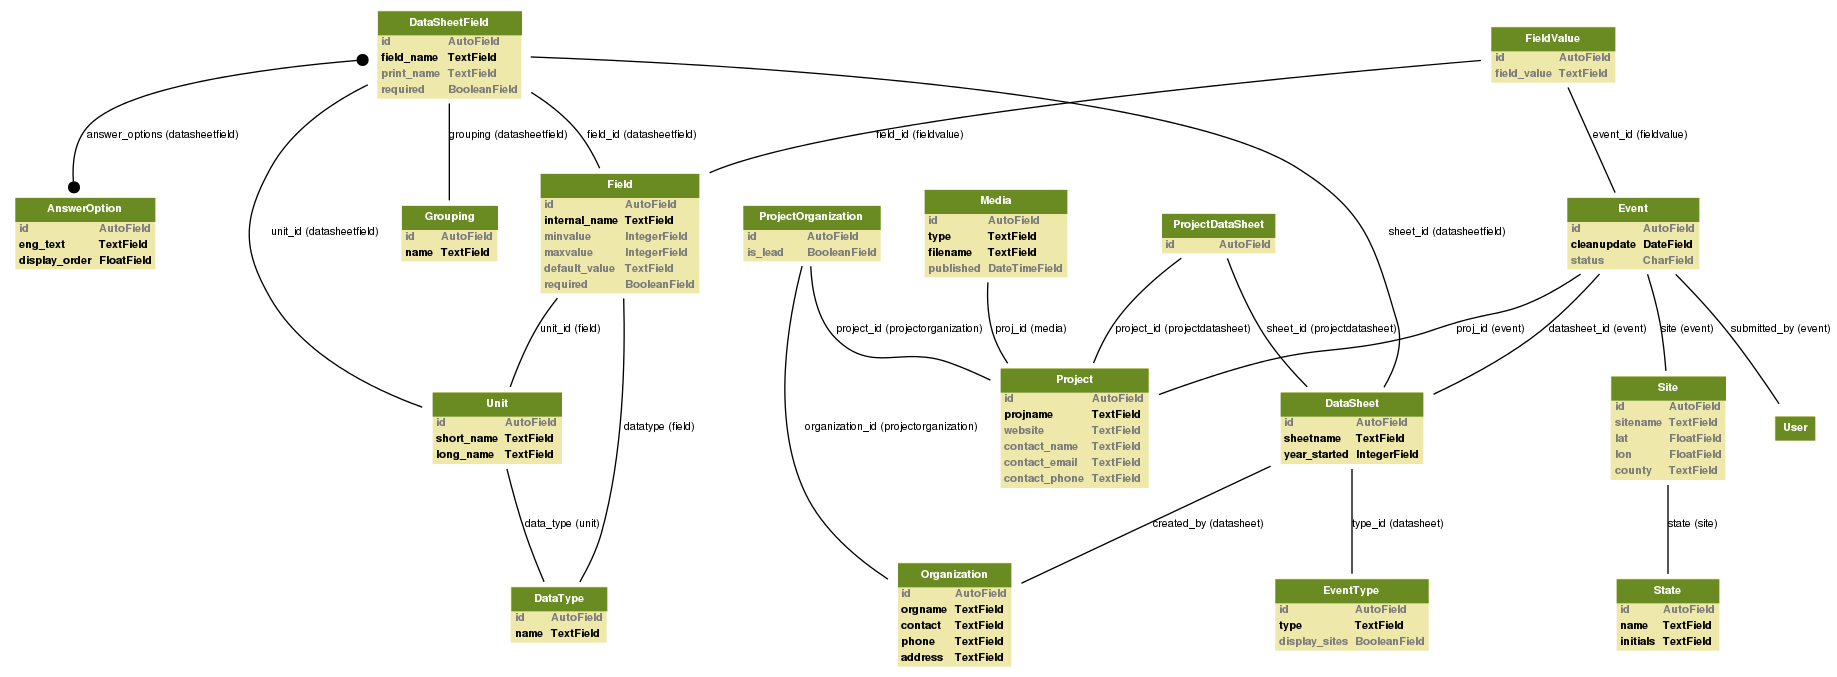 DataSheetField
id AutoField
field_name TextField
print_name TextField
required BooleanField
FieldValue
id AutoField
field_value TextField
answer_options (datasheetfield)
grouping (datasheetfield)
field_id (datasheetfield)
field_id (fieldvalue)
event_id (fieldvalue)
AnswerOption
id AutoField
eng_text TextField
display_order FloatField
unit_id (datasheetfield)
Grouping
id AutoField
name TextField
Field
id AutoField
internal_name TextField
minvalue IntegerField
maxvalue IntegerField
default_value TextField
required BooleanField
ProjectOrganization
id AutoField
is_lead BooleanField
Media
id AutoField
type TextField
filename TextField
published DateTimeField
ProjectDataSheet
id AutoField
sheet_id (datasheetfield)
Event
id AutoField
cleanupdate DateField
status CharField
unit_id (field)
project_id (projectorganization)
proj_id (media)
project_id (projectdatasheet)
sheet_id (projectdatasheet)
proj_id (event)
datasheet_id (event)
site (event)
submitted_by (event)
Unit
id AutoField
short_name TextField
long_name TextField
datatype (field)
organization_id (projectorganization)
Project
id AutoField
projname TextField
website TextField
contact_name TextField
contact_email TextField
contact_phone TextField
DataSheet
id AutoField
sheetname TextField
year_started IntegerField
Site
id AutoField
sitename TextField
lat FloatField
lon FloatField
county TextField
User
data_type (unit)
created_by (datasheet)
type_id (datasheet)
state (site)
DataType
id AutoField
name TextField
Organization
id AutoField
orgname TextField
contact TextField
phone TextField
address TextField
EventType
id AutoField
type TextField
display_sites BooleanField
State
id AutoField
name TextField
initials TextField